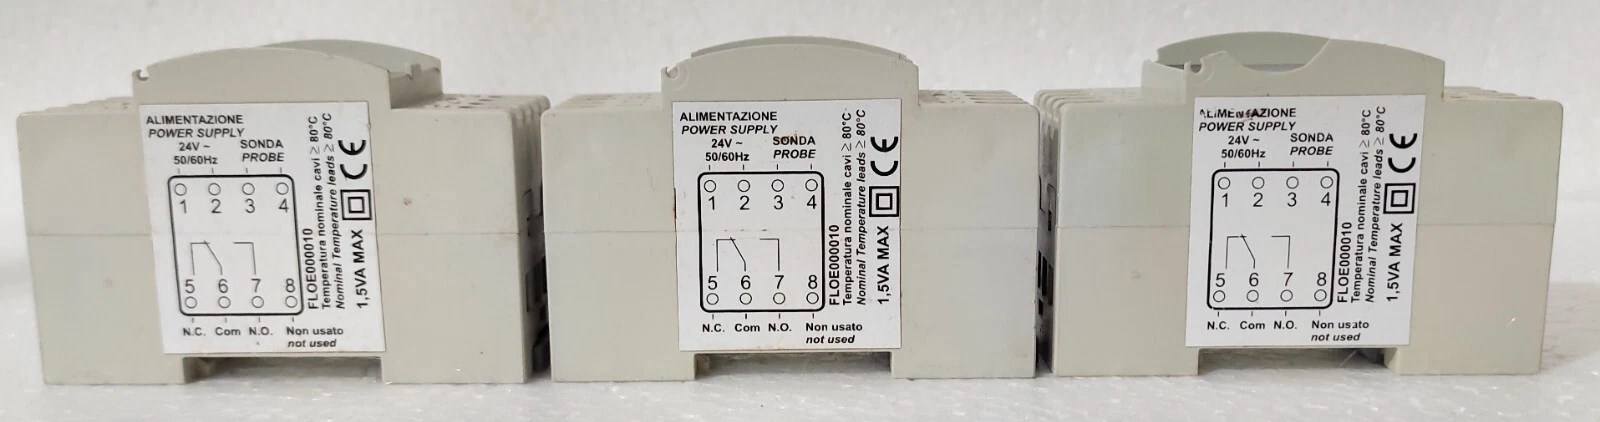 ALIMENTAZIONE
POWER SUPPLY
24V ~
50/60Hz
SONDA
PROBE
1 2 3 4
5 6 7 8
N.C. Com N.O. Non usato
not used
FLOE000010
Temperatura nominale cavi ≥ 80°C
Nominal Temperature leads ≥ 80°C
1,5VA MAX
CE
ALIMENTAZIONE
POWER SUPPLY
24V ~
50/60Hz
SONDA
PROBE
1 2 3 4
5 6 7 8
N.C. Com N.O. Non usato
not used
FLOE000010
Temperatura nominale cavi ≥ 80°C
Nominal Temperature leads ≥ 80°C
1,5VA MAX
CE
ALIMENTAZIONE
POWER SUPPLY
24V ~
50/60Hz
SONDA
PROBE
1 2 3 4
5 6 7 8
N.C. Com N.O. Non usato
not used
FLOE000010
Temperatura nominale cavi ≥ 80°C
Nominal Temperature leads ≥ 80°C
1,5VA MAX
CE